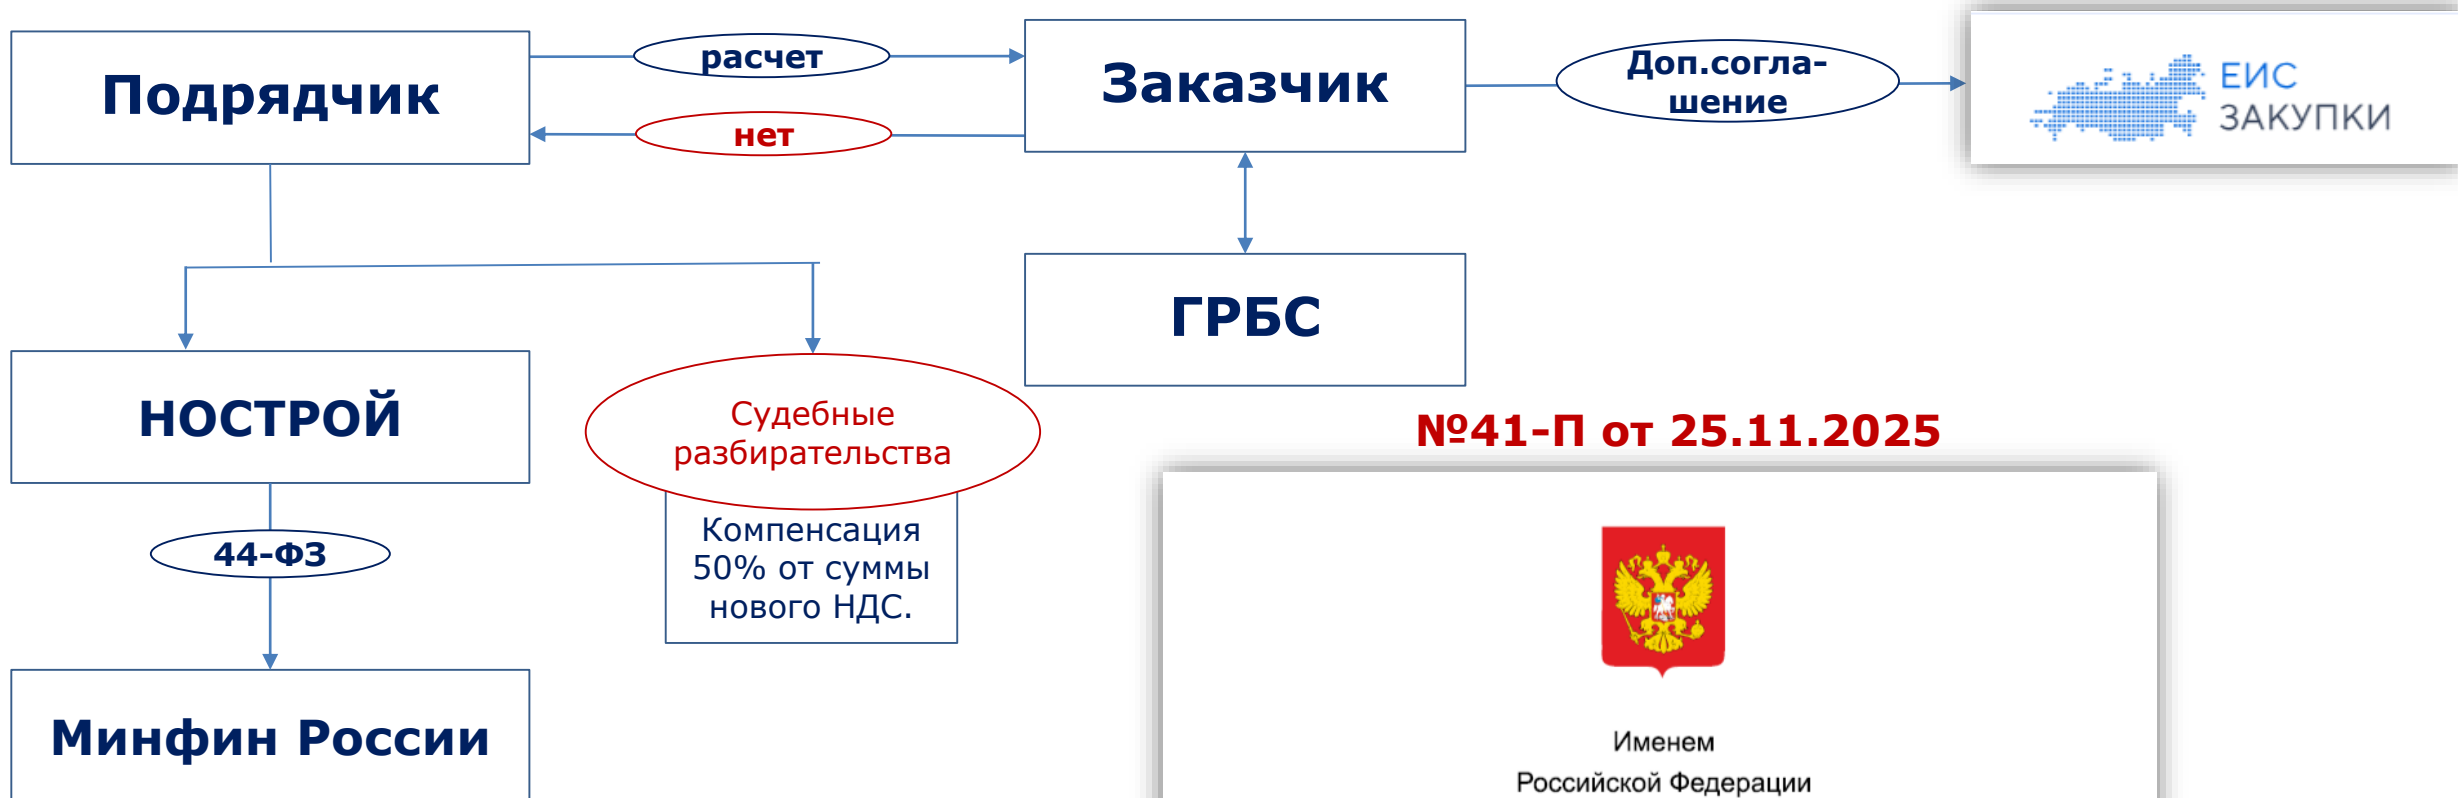 Подрядчик
расчет
нет
Заказчик
Доп.согла-
шение
ЕИС
ЗАКУПКИ
ГРБС
НОСТРОЙ
Судебные
разбирательства
Компенсация
50% от суммы
нового НДС.
44-ФЗ
Минфин России
№41-П от 25.11.2025
Именем
Российской Федерации